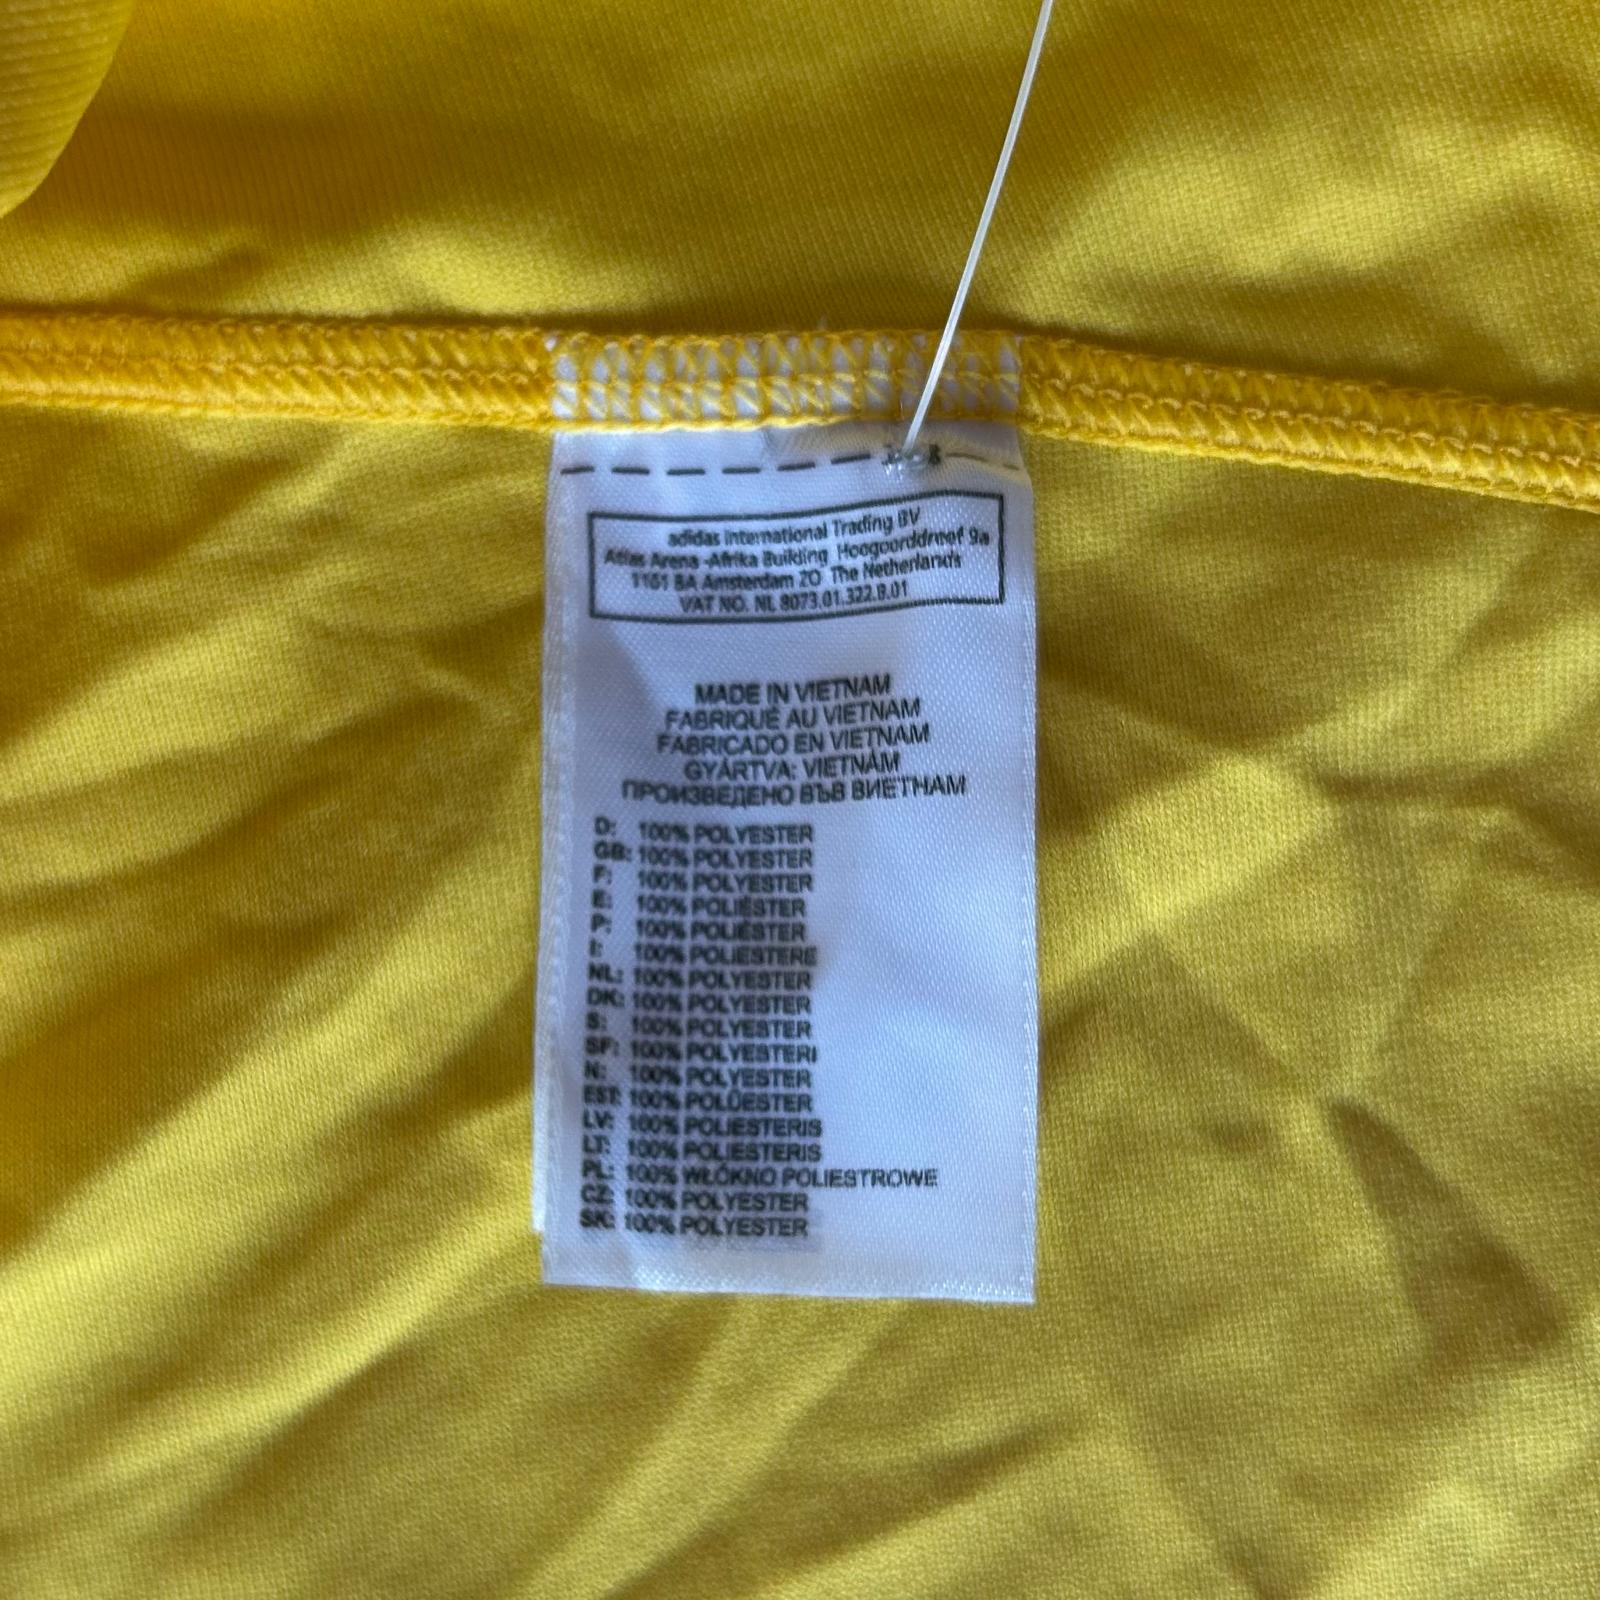 adidas International Trading BV
Atlas Arena -Afrika Building Hoogoorddreef 9a
1101 BA Amsterdam ZO The Netherlands
VAT NO. NL 8073.01.322.B.01
MADE IN VIETNAM
FABRIQUÉ AU VIETNAM
FABRICADO EN VIETNAM
GYÁRTVA: VIETNÁM
ПРОИЗВЕДЕНО ВЪВ ВИЕТНАМ
D: 100% POLYESTER
GB: 100% POLYESTER
F: 100% POLYESTER
E: 100% POLIÉSTER
P: 100% POLIÉSTER
I: 100% POLIESTERE
NL: 100% POLYESTER
DK: 100% POLYESTER
S: 100% POLYESTER
SF: 100% POLYESTERI
N: 100% POLYESTER
EST: 100% POLÜESTER
LV: 100% POLIESTERIS
LT: 100% POLIESTERIS
PL: 100% WŁÓKNO POLIESTROWE
CZ: 100% POLYESTER
SK: 100% POLYESTER